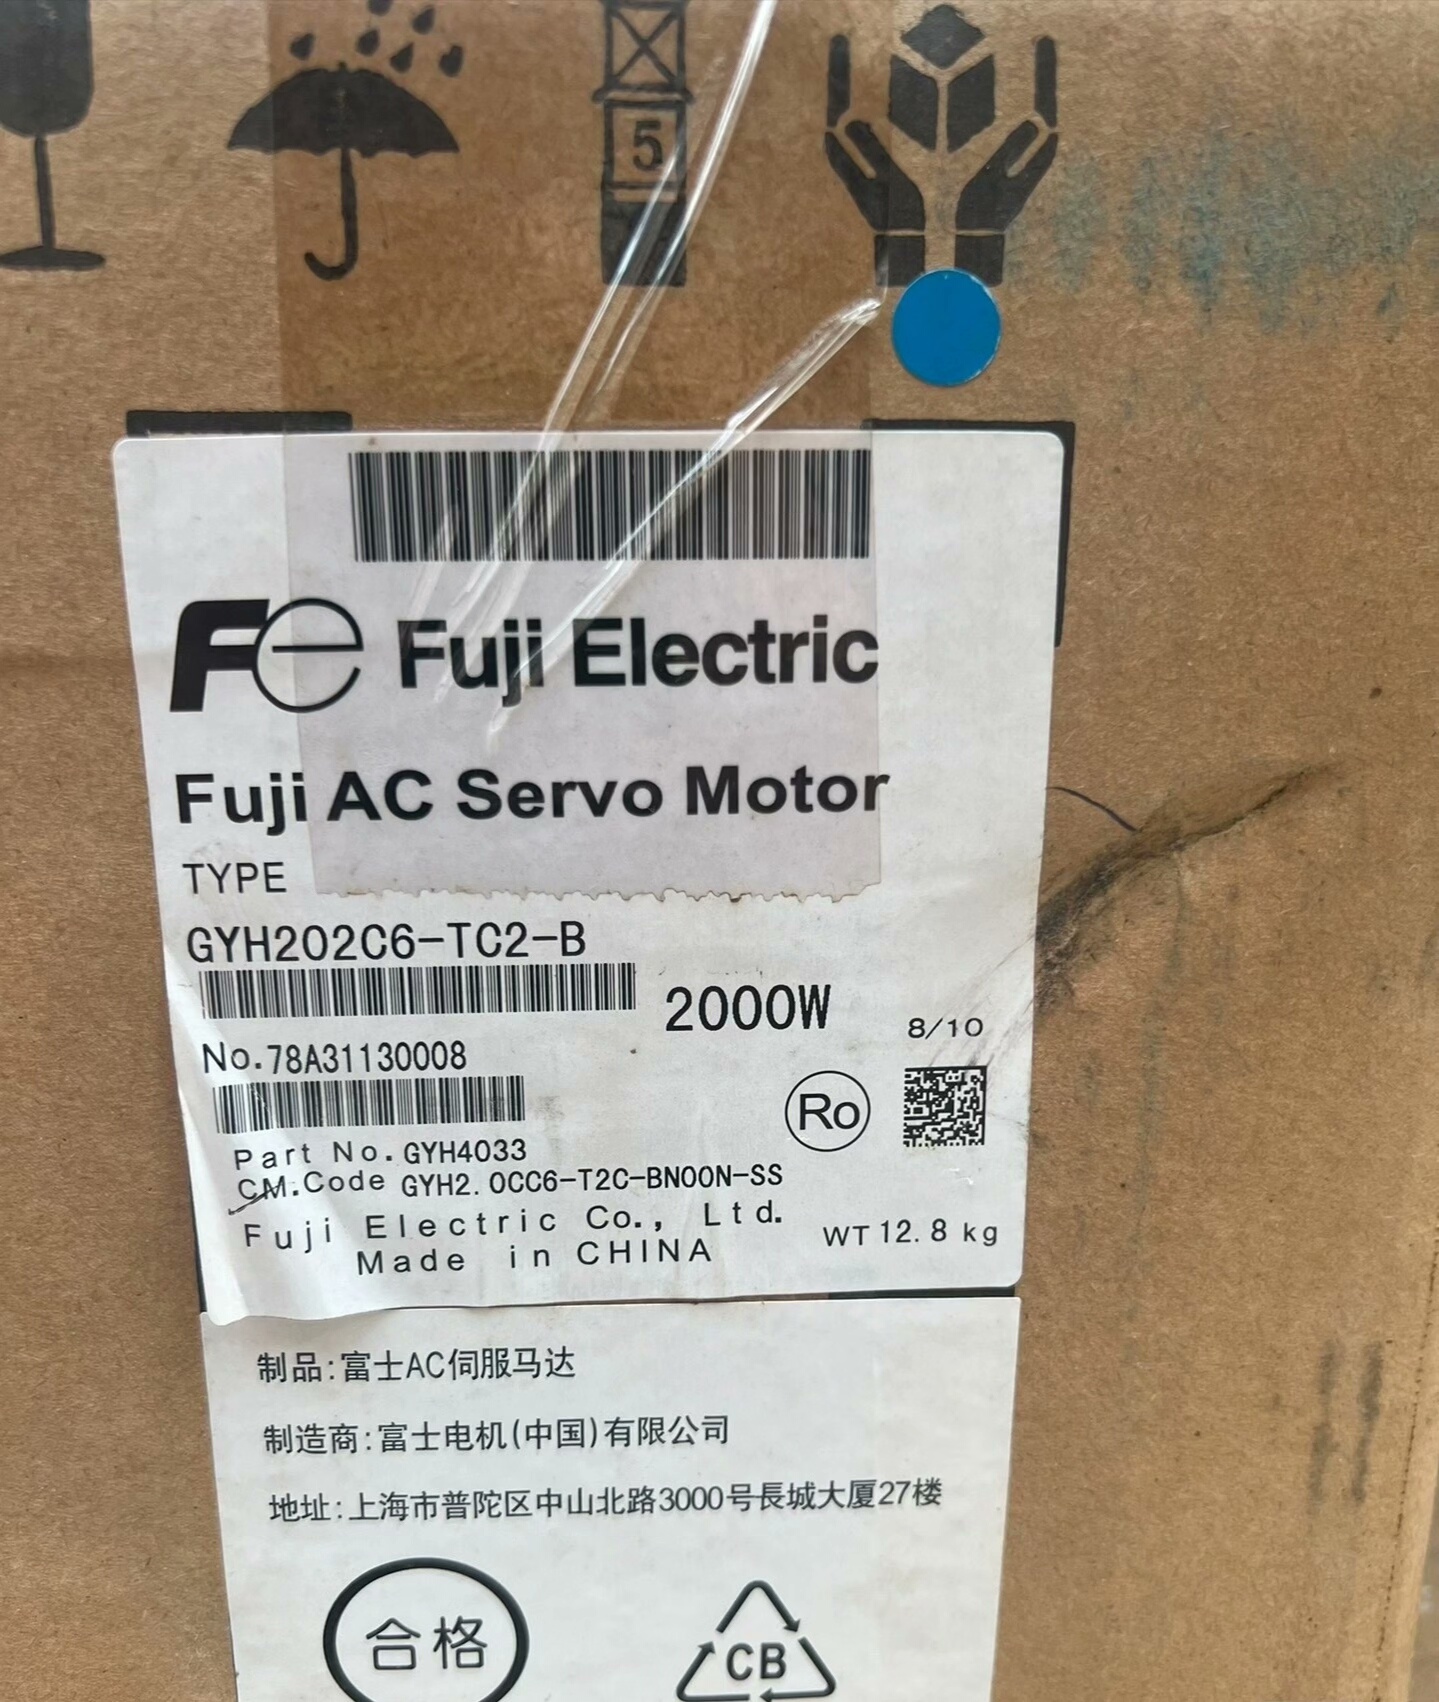 5
Fe Fuji Electric
Fuji AC Servo Motor
TYPE
GYH202C6-TC2-B
2000W
8/10
No.78A31130008
Ro
Part No. GYH4033
CM.Code GYH2.0CC6-T2C-BN00N-SS
Fuji Electric Co., Ltd.
WT 12.8 kg
Made in CHINA
制品:富士AC伺服马达
制造商:富士电机(中国)有限公司
地址:上海市普陀区中山北路3000号長城大厦27楼
合格
CB